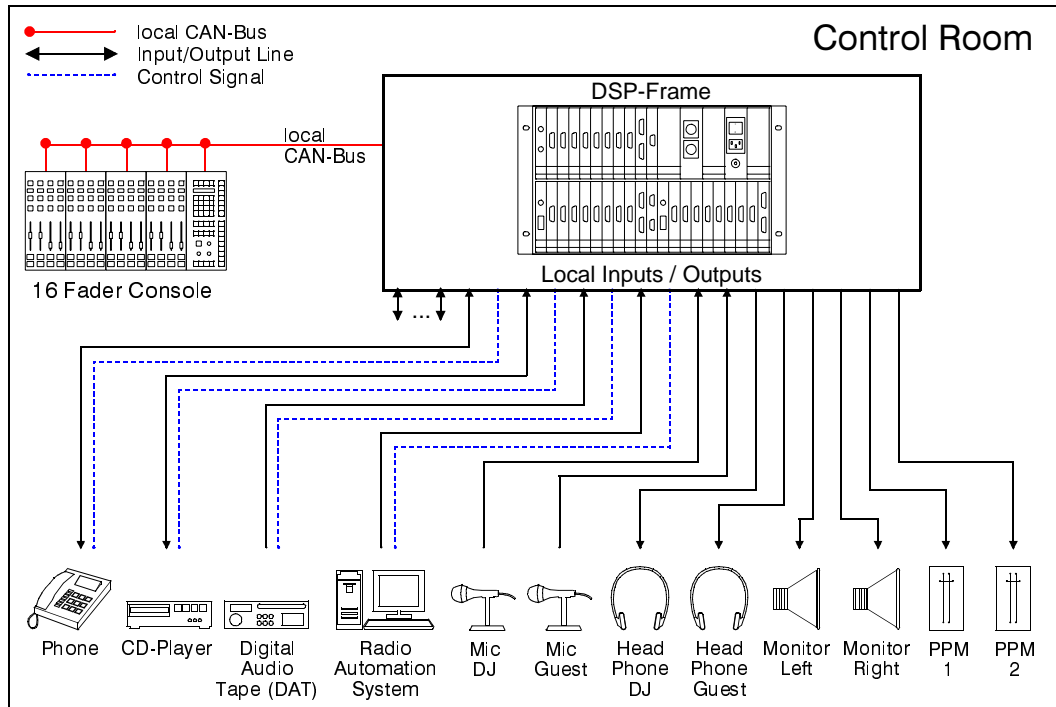 local CAN-Bus
Input/Output Line
Control Signal
Control Room
DSP-Frame
local
CAN-Bus
16 Fader Console
Local Inputs / Outputs
...
Phone
CD-Player
Digital
Audio
Tape (DAT)
Radio
Automation
System
Mic
DJ
Mic
Guest
Head
Phone
DJ
Head
Phone
Guest
Monitor
Left
Monitor
Right
PPM
1
PPM
2